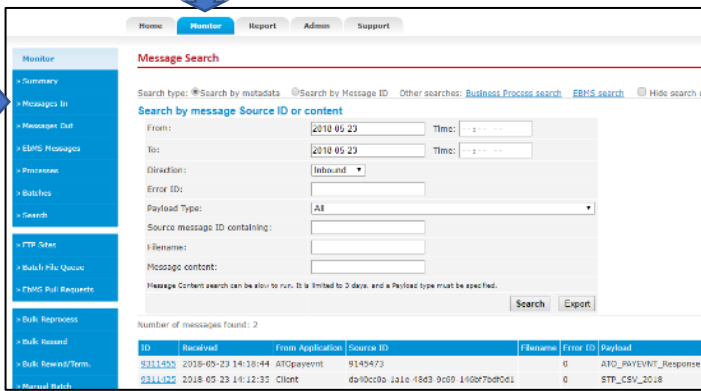 Home Monitor Report Admin Support
Monitor
» Summary
» Messages In
» Messages Out
» EbMS Messages
» Processes
» Batches
» Search
» FTP Sites
» Batch File Queue
» EbMS Pull Requests
» Bulk Reprocess
» Bulk Resend
» Bulk Rewind/Term.
» Manual Batch
Message Search
Search type: Search by metadata Search by Message ID Other searches: Business Process search EBMS search Hide search
Search by message Source ID or content
From: 2018-05-23 Time: --:-- --
To: 2018-05-23 Time: --:-- --
Direction: Inbound
Error ID:
Payload Type: All
Source message ID containing:
Filename:
Message content:
Message Content search can be slow to run. It is limited to 3 days, and a Payload type must be specified.
Search Export
Number of messages found: 2
ID Received From Application Source ID Filename Error ID Payload
9311455 2018-05-23 14:18:44 ATOpayevnt 9145473 0 ATO_PAYEVNT_Response
9311425 2018-05-23 14:12:35 Client 0 STP_CSV_2018